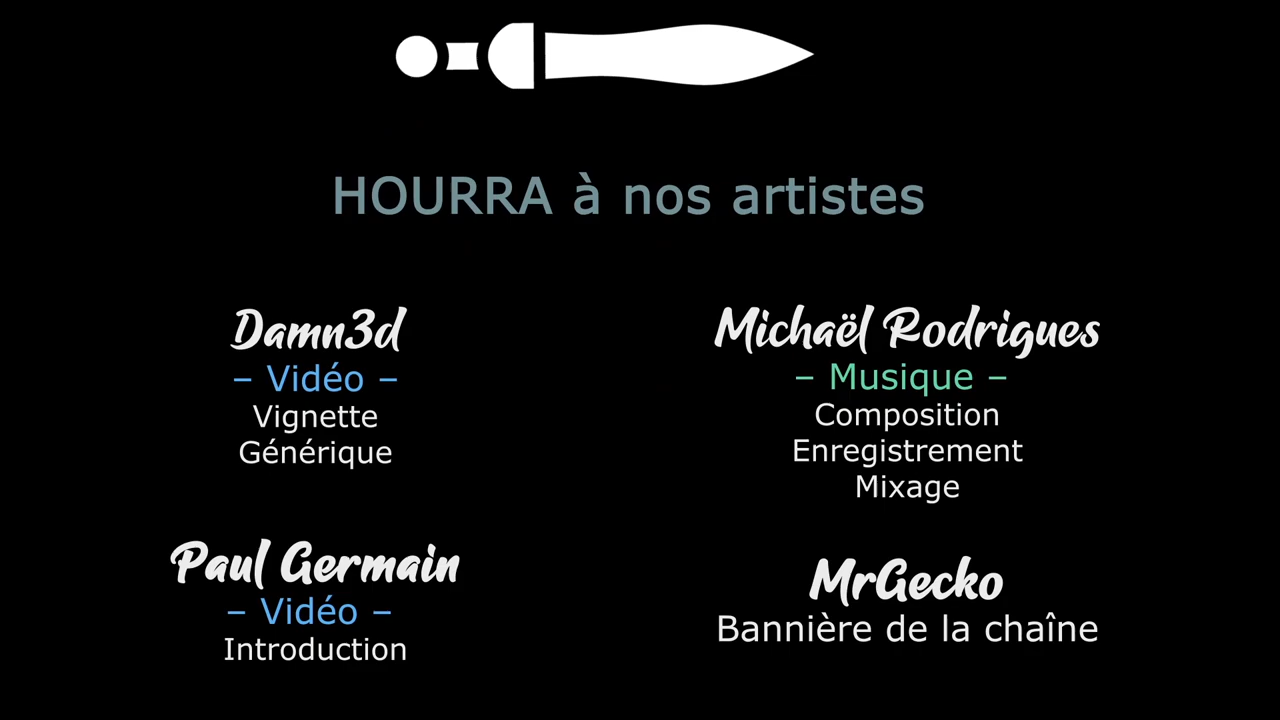 HOURRA à nos artistes
Damn3d
– Vidéo –
Vignette
Générique
Michaël Rodrigues
– Musique –
Composition
Enregistrement
Mixage
Paul Germain
– Vidéo –
Introduction
MrGecko
Bannière de la chaîne